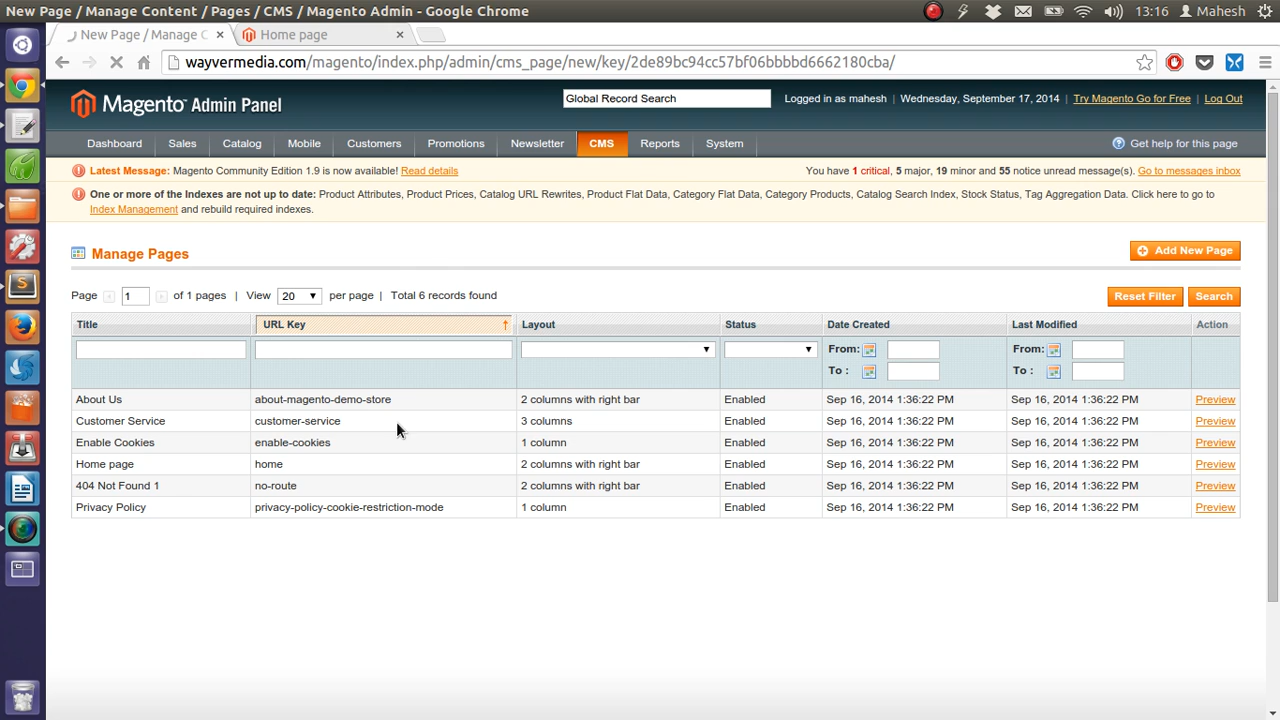 New Page / Manage Content / Pages / CMS / Magento Admin - Google Chrome
13:16 Mahesh
New Page / Manage C × Home page ×
wayvermedia.com/magento/index.php/admin/cms_page/new/key/2de89bc94cc57bf06bbbbd6662180cba/
Magento Admin Panel
Global Record Search
Logged in as mahesh | Wednesday, September 17, 2014 | Try Magento Go for Free | Log Out
Dashboard Sales Catalog Mobile Customers Promotions Newsletter CMS Reports System Get help for this page
Latest Message: Magento Community Edition 1.9 is now available! Read details You have 1 critical, 5 major, 19 minor and 55 notice unread message(s). Go to messages inbox
One or more of the Indexes are not up to date: Product Attributes, Product Prices, Catalog URL Rewrites, Product Flat Data, Category Flat Data, Category Products, Catalog Search Index, Stock Status, Tag Aggregation Data. Click here to go to
Index Management and rebuild required indexes.
Manage Pages Add New Page
Page 1 of 1 pages | View 20 per page | Total 6 records found Reset Filter Search
Title URL Key Layout Status Date Created Last Modified Action
From: From:
To : To :
About Us about-magento-demo-store 2 columns with right bar Enabled Sep 16, 2014 1:36:22 PM Sep 16, 2014 1:36:22 PM Preview
Customer Service customer-service 3 columns Enabled Sep 16, 2014 1:36:22 PM Sep 16, 2014 1:36:22 PM Preview
Enable Cookies enable-cookies 1 column Enabled Sep 16, 2014 1:36:22 PM Sep 16, 2014 1:36:22 PM Preview
Home page home 2 columns with right bar Enabled Sep 16, 2014 1:36:22 PM Sep 16, 2014 1:36:22 PM Preview
404 Not Found 1 no-route 2 columns with right bar Enabled Sep 16, 2014 1:36:22 PM Sep 16, 2014 1:36:22 PM Preview
Privacy Policy privacy-policy-cookie-restriction-mode 1 column Enabled Sep 16, 2014 1:36:22 PM Sep 16, 2014 1:36:22 PM Preview